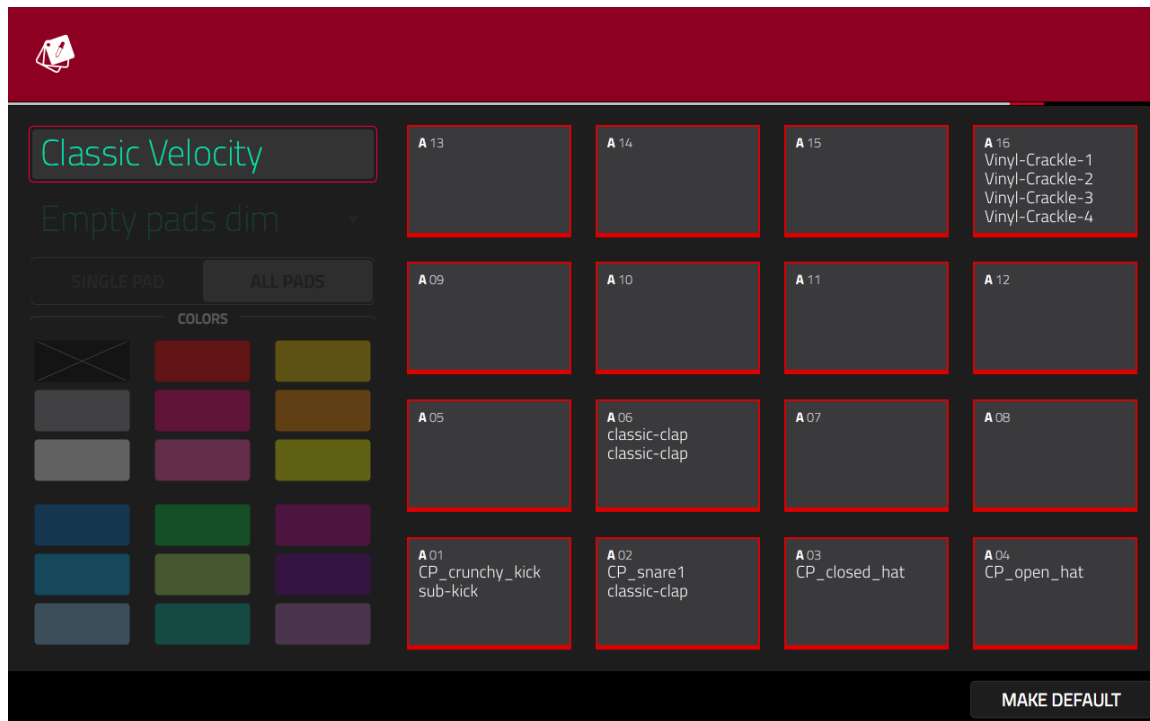 Classic Velocity
Empty pads dim
SINGLE PAD
ALL PADS
COLORS
A 13
A 14
A 15
A 16
Vinyl-Crackle-1
Vinyl-Crackle-2
Vinyl-Crackle-3
Vinyl-Crackle-4
A 09
A 10
A 11
A 12
A 05
A 06
classic-clap
classic-clap
A 07
A 08
A 01
CP_crunchy_kick
sub-kick
A 02
CP_snare1
classic-clap
A 03
CP_closed_hat
A 04
CP_open_hat
MAKE DEFAULT